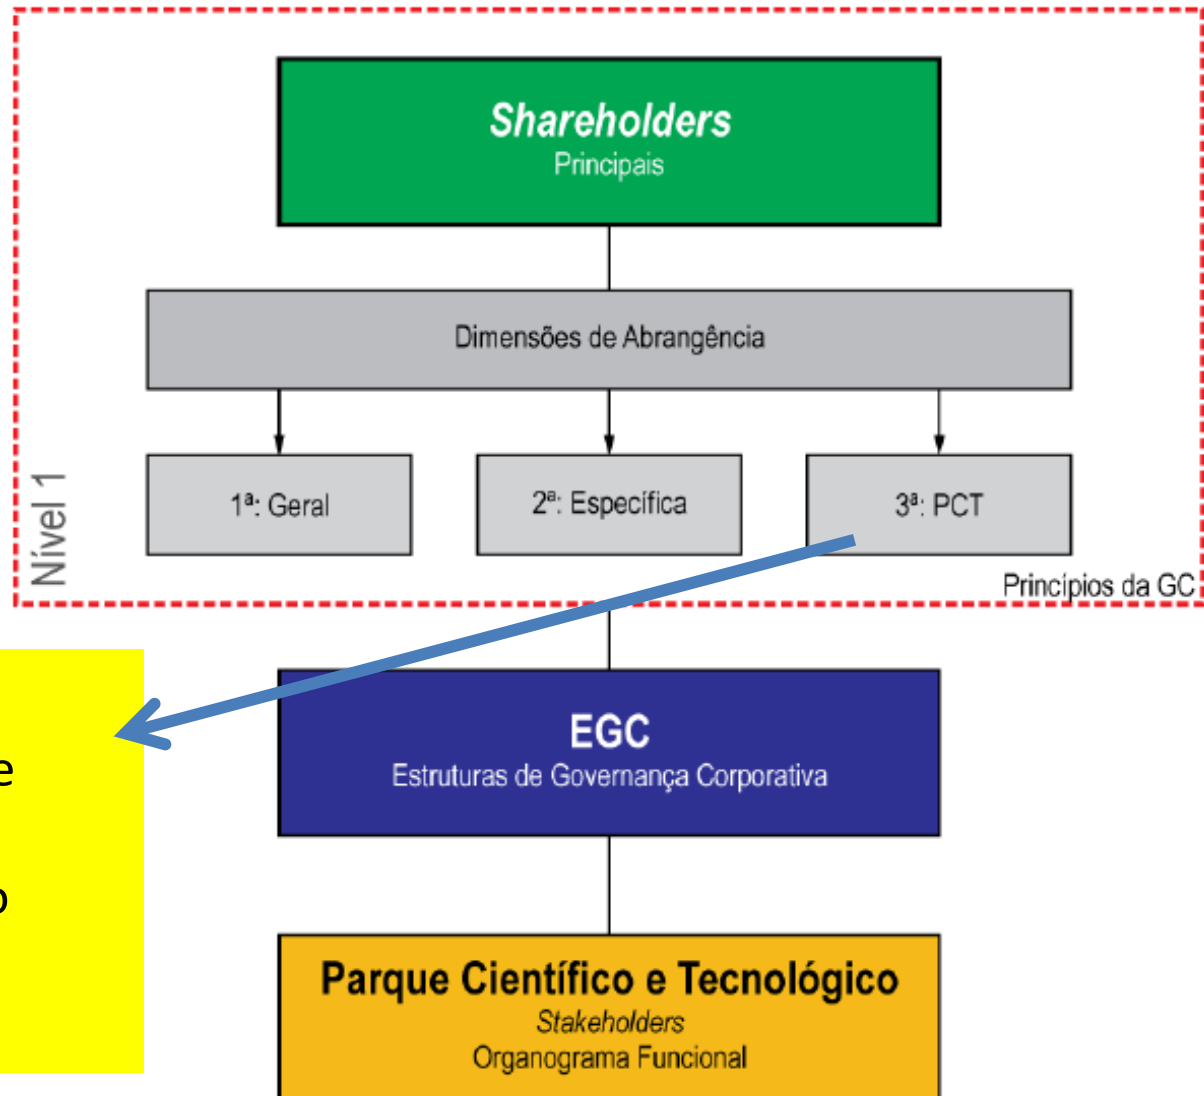 Shareholders
Principais
Dimensões de Abrangência
1ª: Geral
2ª: Específica
3ª: PCT
Nível 1
Princípios da GC
e
o
EGC
Estruturas de Governança Corporativa
Parque Científico e Tecnológico
Stakeholders
Organograma Funcional